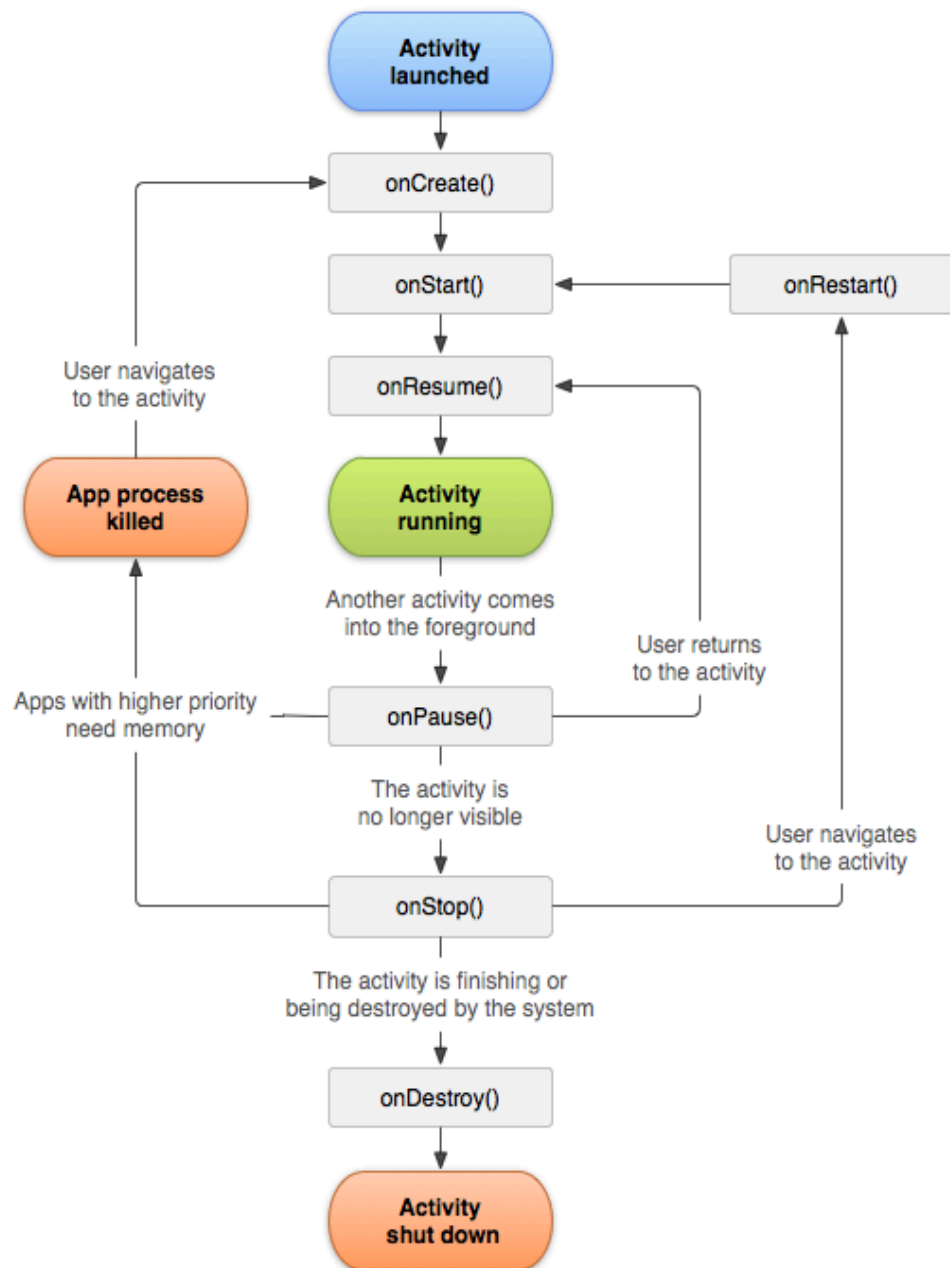 Activity
launched
onCreate()
onStart()
onRestart()
onResume()
User navigates
to the activity
App process
killed
Activity
running
Another activity comes
into the foreground
User returns
to the activity
Apps with higher priority
need memory
onPause()
The activity is
no longer visible
User navigates
to the activity
onStop()
The activity is finishing or
being destroyed by the system
onDestroy()
Activity
shut down